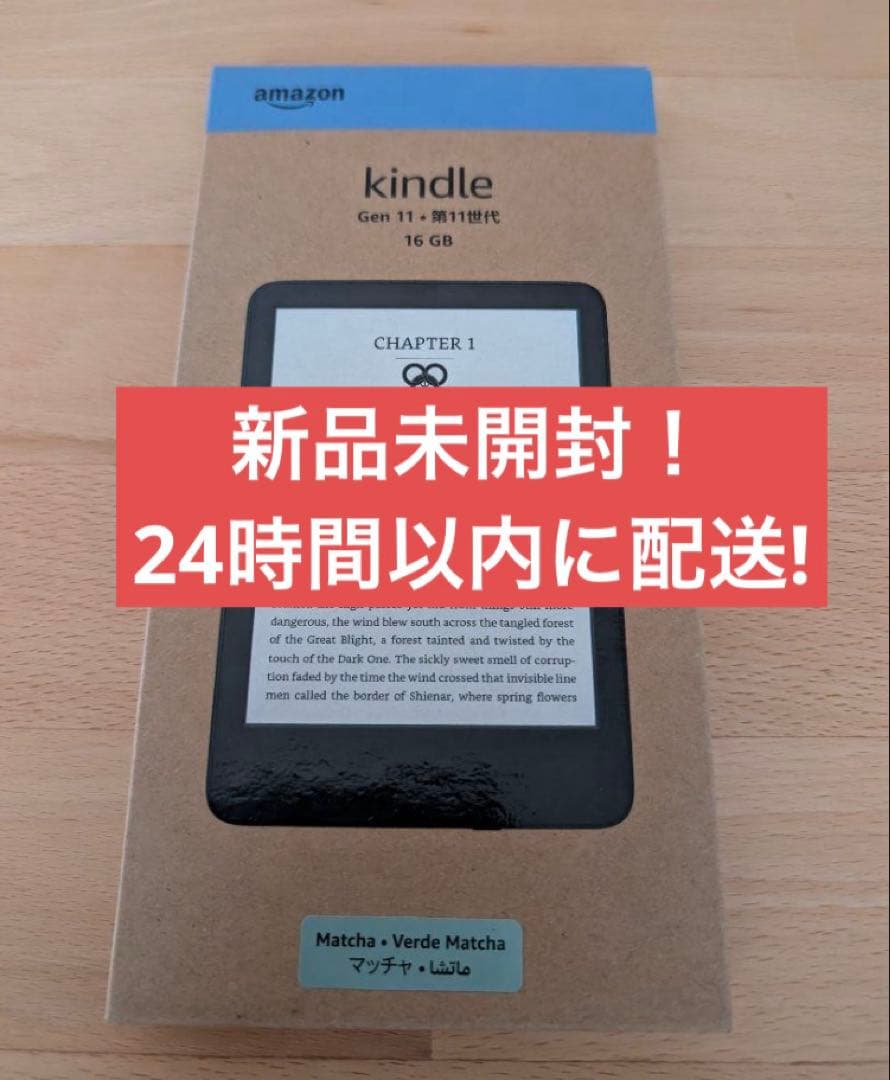 amazon
kindle
Gen 11 • 第11世代
16 GB
CHAPTER 1
新品未開封！
24時間以内に配送!
dangerous, the wind blew south across the tangled forest
of the Great Blight, a forest tainted and twisted by the
touch of the Dark One. The sickly sweet smell of corrup-
tion faded by the time the wind crossed that invisible line
men called the border of Shienar, where spring flowers
Matcha • Verde Matcha
マッチャ • ماتشا